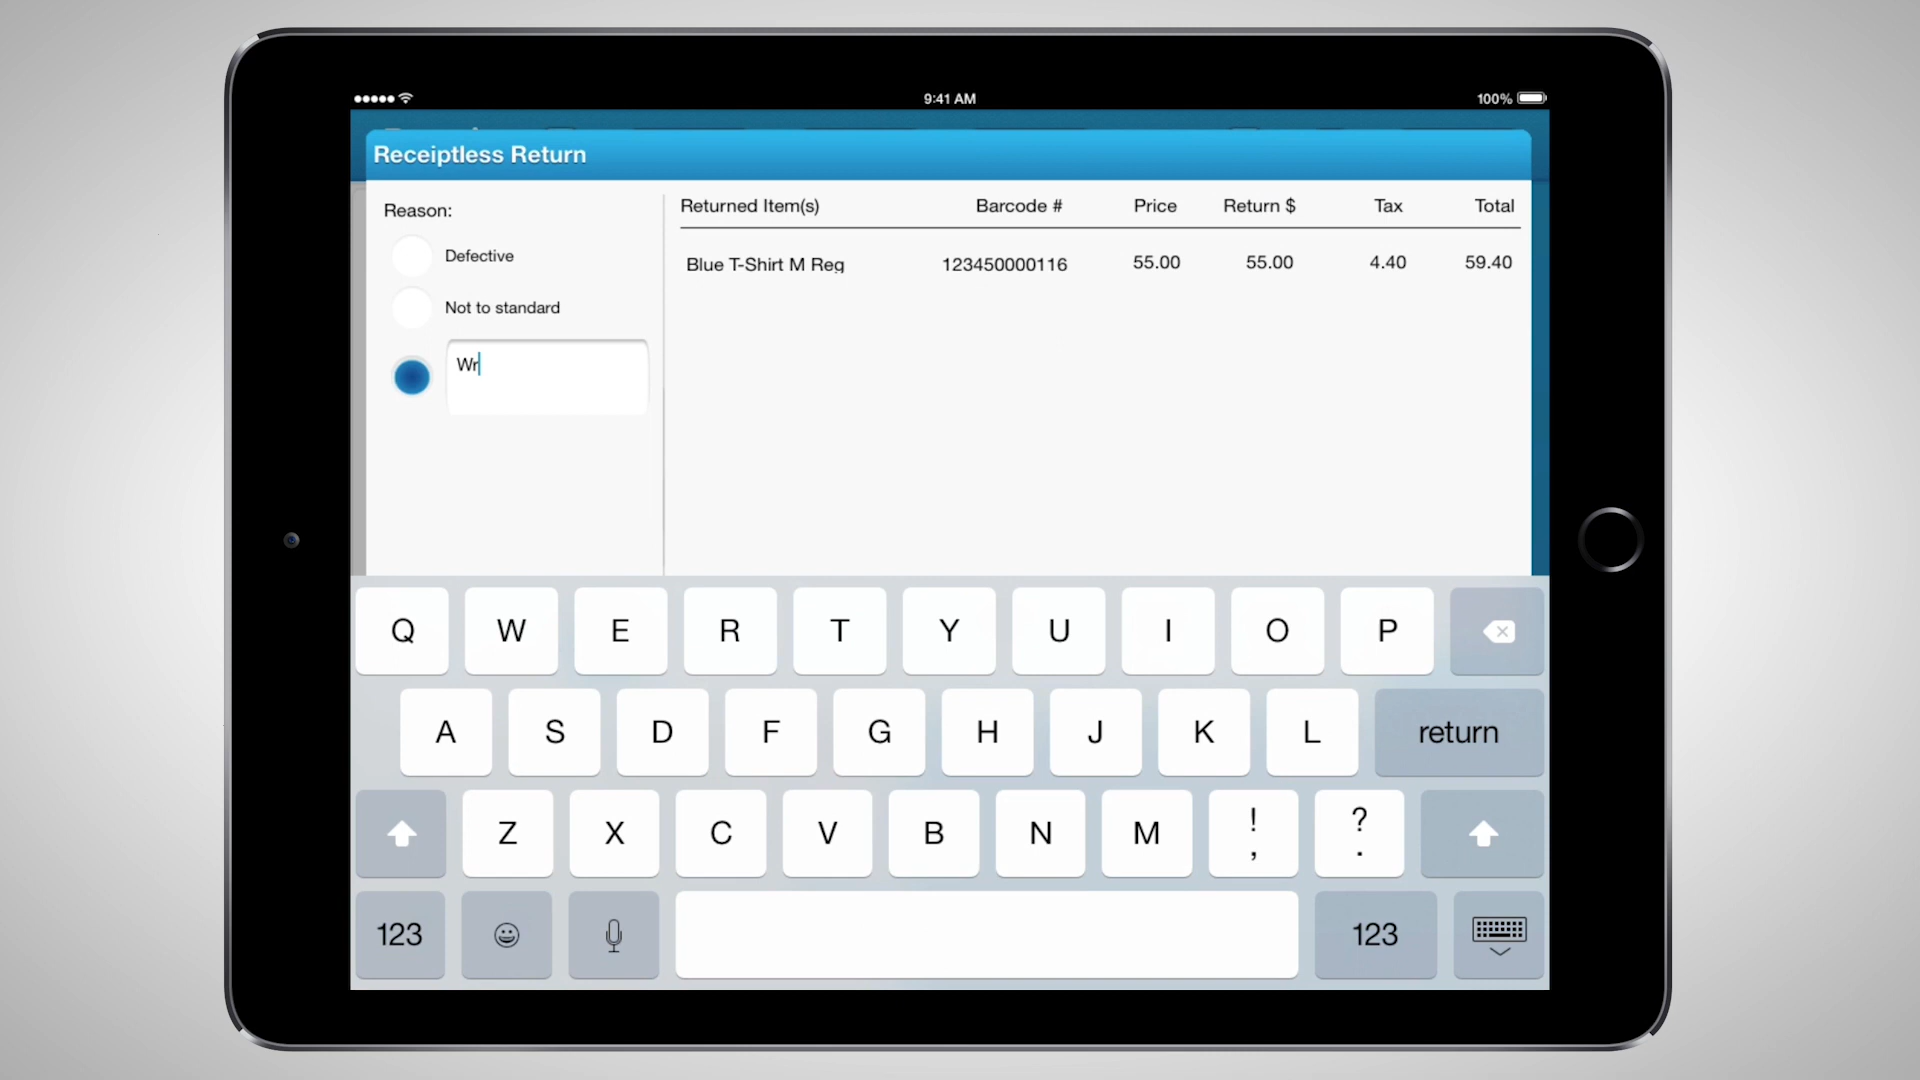 9:41 AM
100%
Receiptless Return
Reason:
Defective
Not to standard
Wr
Returned Item(s) Barcode # Price Return $ Tax Total
Blue T-Shirt M Reg 123450000116 55.00 55.00 4.40 59.40
Q W E R T Y U I O P
A S D F G H J K L return
Z X C V B N M ! , ? .
123 123